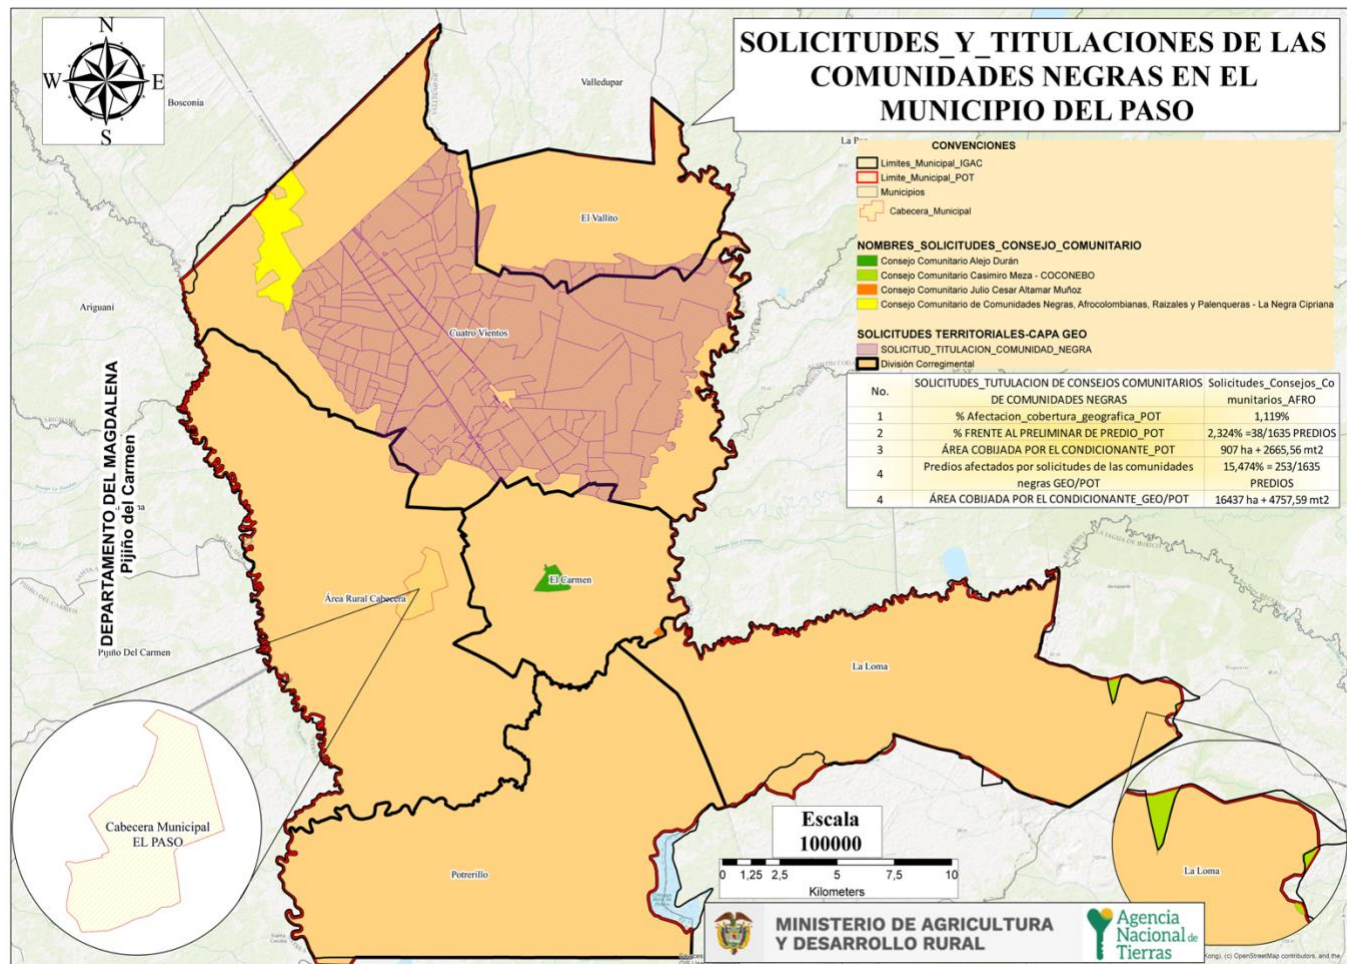 SOLICITUDES_Y_TITULACIONES DE LAS
COMUNIDADES NEGRAS EN EL
MUNICIPIO DEL PASO
N
W
E
S
Bosconia
Valledupar
La Paz
CONVENCIONES
Limites_Municipal_IGAC
Limite_Municipal_POT
Municipios
Cabecera_Municipal
NOMBRES_SOLICITUDES_CONSEJO_COMUNITARIO
Consejo Comunitario Alejo Durán
Consejo Comunitario Casimiro Meza - COCONEBO
Consejo Comunitario Julio Cesar Altamar Muñoz
Consejo Comunitario de Comunidades Negras, Afrocolombianas, Raizales y Palenqueras - La Negra Cipriana
SOLICITUDES TERRITORIALES-CAPA GEO
SOLICITUD_TITULACION_COMUNIDAD_NEGRA
División Corregimental
No.
SOLICITUDES_TUTULACION DE CONSEJOS COMUNITARIOS
DE COMUNIDADES NEGRAS
Solicitudes_Consejos_Co
munitarios_AFRO
1 % Afectacion_cobertura_geografica_POT 1,119%
2 % FRENTE AL PRELIMINAR DE PREDIO_POT 2,324% =38/1635 PREDIOS
3 ÁREA COBIJADA POR EL CONDICIONANTE_POT 907 ha + 2665,56 mt2
4 Predios afectados por solicitudes de las comunidades
negras GEO/POT
15,474% = 253/1635
PREDIOS
4 ÁREA COBIJADA POR EL CONDICIONANTE_GEO/POT 16437 ha + 4757,59 mt2
El Vallito
Cuatro Vientos
Ariguani
DEPARTAMENTO DEL MAGDALENA
Pijiño del Carmen
Área Rural Cabecera
El Carmen
Pijiño Del Carmen
La Loma
Potrerillo
Cabecera Municipal
EL PASO
La Loma
Escala
100000
0 1,25 2,5 5 7,5 10
Kilometers
MINISTERIO DE AGRICULTURA
Y DESARROLLO RURAL
Agencia
Nacional de
Tierras